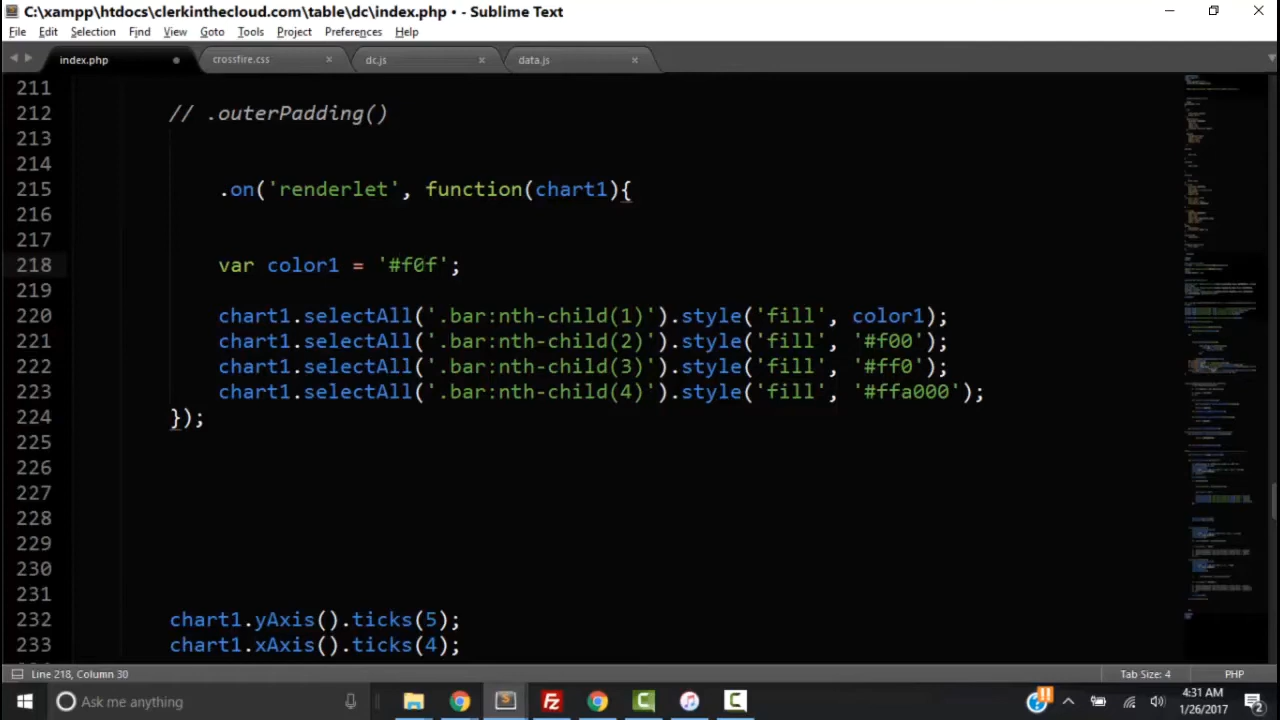 C:\xampp\htdocs\clerkinthecloud.com\table\dc\index.php • - Sublime Text
File Edit Selection Find View Goto Tools Project Preferences Help
index.php crossfire.css × dc.js × data.js ×
211
212 // .outerPadding()
213
214
215 .on('renderlet', function(chart1){
216
217
218 var color1 = '#f0f';
219
220 chart1.selectAll('.bar:nth-child(1)').style('fill', color1);
221 chart1.selectAll('.bar:nth-child(2)').style('fill', '#f00');
222 chart1.selectAll('.bar:nth-child(3)').style('fill', '#ff0');
223 chart1.selectAll('.bar:nth-child(4)').style('fill', '#ffa000');
224 });
225
226
227
228
229
230
231
232 chart1.yAxis().ticks(5);
233 chart1.xAxis().ticks(4);
Line 218, Column 30 Tab Size: 4 PHP
Ask me anything
4:31 AM
1/26/2017
2